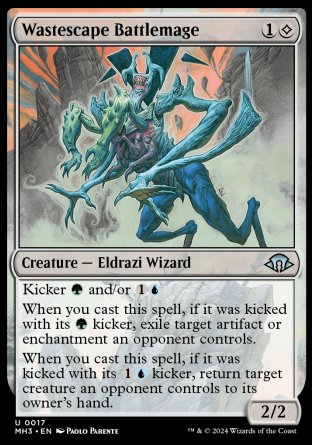 Wastescape Battlemage 1
Creature — Eldrazi Wizard
Kicker and/or 1
When you cast this spell, if it was kicked
with its kicker, exile target artifact or
enchantment an opponent controls.
When you cast this spell, if it was
kicked with its 1 kicker, return target
creature an opponent controls to its
owner's hand.
2/2
U 0017
MH3 • EN Paolo Parente
™ & © 2024 Wizards of the Coast